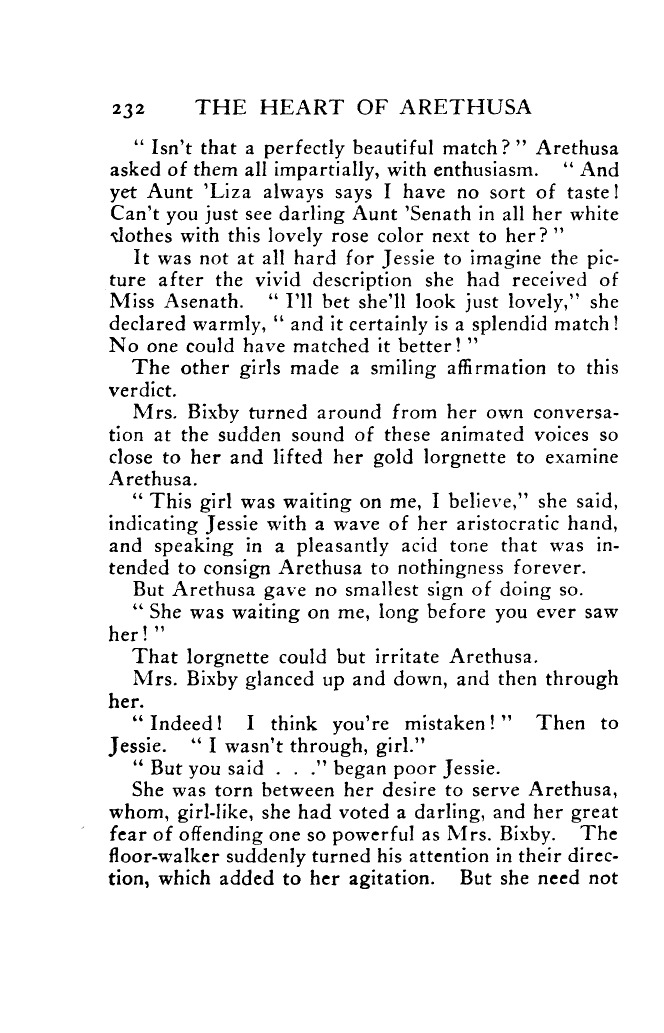 232 THE HEART OF ARETHUSA
“ Isn't that a perfectly beautiful match? ” Arethusa
asked of them all impartially, with enthusiasm. “ And
yet Aunt 'Liza always says I have no sort of taste!
Can't you just see darling Aunt 'Senath in all her white
clothes with this lovely rose color next to her? ”
It was not at all hard for Jessie to imagine the pic-
ture after the vivid description she had received of
Miss Asenath. “ I'll bet she'll look just lovely,” she
declared warmly, “ and it certainly is a splendid match!
No one could have matched it better! ”
The other girls made a smiling affirmation to this
verdict.
Mrs. Bixby turned around from her own conversa-
tion at the sudden sound of these animated voices so
close to her and lifted her gold lorgnette to examine
Arethusa.
“ This girl was waiting on me, I believe,” she said,
indicating Jessie with a wave of her aristocratic hand,
and speaking in a pleasantly acid tone that was in-
tended to consign Arethusa to nothingness forever.
But Arethusa gave no smallest sign of doing so.
“ She was waiting on me, long before you ever saw
her! ”
That lorgnette could but irritate Arethusa.
Mrs. Bixby glanced up and down, and then through
her.
“ Indeed! I think you're mistaken! ” Then to
Jessie. “ I wasn't through, girl.”
“ But you said . . .” began poor Jessie.
She was torn between her desire to serve Arethusa,
whom, girl-like, she had voted a darling, and her great
fear of offending one so powerful as Mrs. Bixby. The
floor-walker suddenly turned his attention in their direc-
tion, which added to her agitation. But she need not